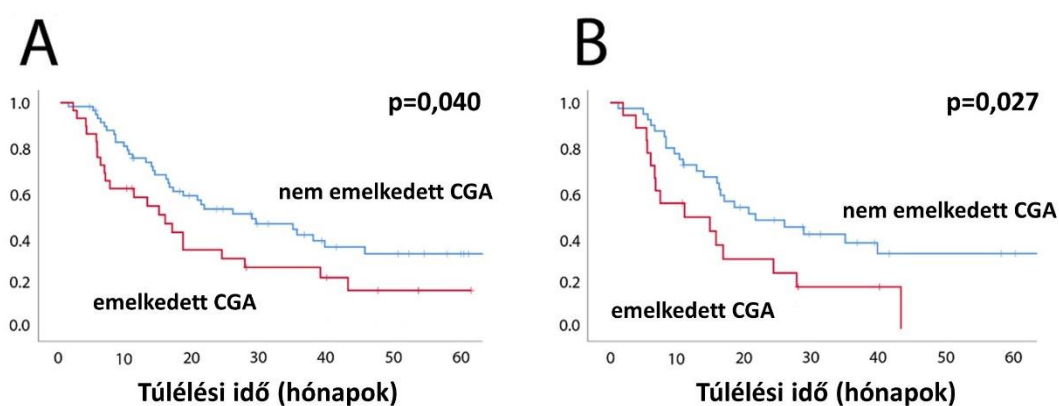 A
p=0,040
1.0
0.8
0.6
0.4
0.2
0.0
nem emelkedett CGA
emelkedett CGA
0 10 20 30 40 50 60
Túlélési idő (hónapok)
B
p=0,027
1.0
0.8
0.6
0.4
0.2
0.0
nem emelkedett CGA
emelkedett CGA
0 10 20 30 40 50 60
Túlélési idő (hónapok)